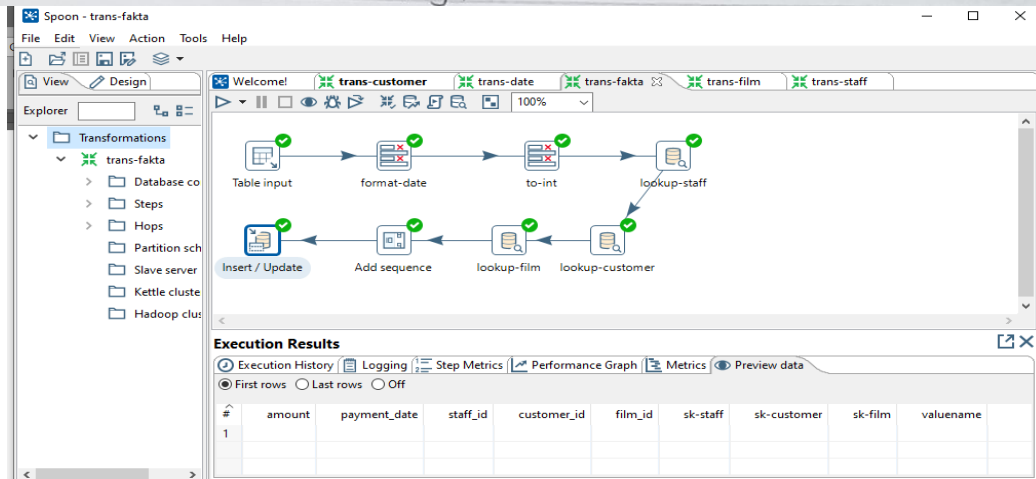 Spoon - trans-fakta
File Edit View Action Tools Help
View Design
Welcome! trans-customer trans-date trans-fakta trans-film trans-staff
Explorer
100%
Transformations
trans-fakta
Database co
Steps
Hops
Partition sch
Slave server
Kettle cluste
Hadoop clus
Table input format-date to-int lookup-staff
Insert / Update Add sequence lookup-film lookup-customer
Execution Results
Execution History Logging Step Metrics Performance Graph Metrics Preview data
First rows Last rows Off
# amount payment_date staff_id customer_id film_id sk-staff sk-customer sk-film valuename
1